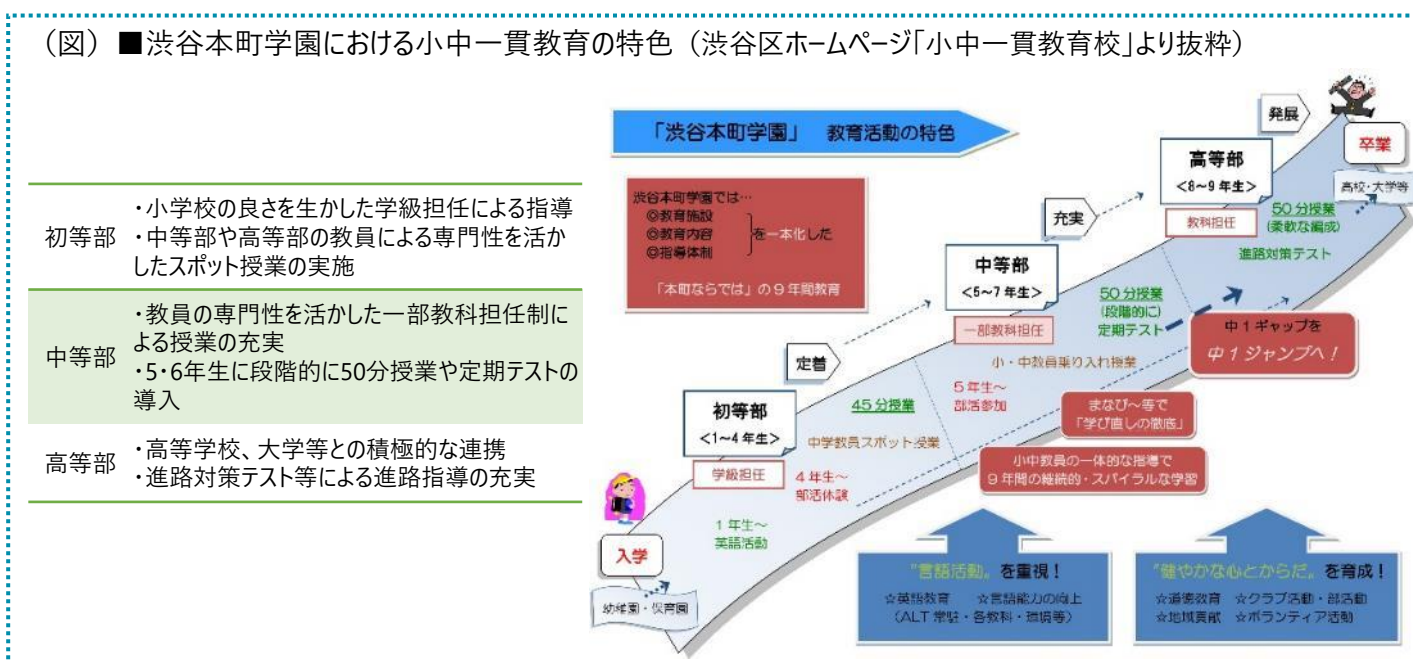 （図）■渋谷本町学園における小中一貫教育の特色（渋谷区ホームページ「小中一貫教育校」より抜粋）
初等部
・小学校の良さを生かした学級担任による指導
・中等部や高等部の教員による専門性を活か
したスポット授業の実施
中等部
・教員の専門性を活かした一部教科担任制に
よる授業の充実
・5・6年生に段階的に50分授業や定期テストの
導入
高等部
・高等学校、大学等との積極的な連携
・進路対策テスト等による進路指導の充実
「渋谷本町学園」　教育活動の特色
渋谷本町学園では…
◎教育施設
◎教育内容
◎指導体制
を一本化した
「本町ならでは」の９年間教育
入学
幼稚園・保育園
初等部
<1～4 年生>
学級担任
1 年生～
英語活動
4 年生～
部活体験
45 分授業
中学教員スポット授業
定着
中等部
<5～7 年生>
一部教科担任
50 分授業
(段階的に)
定期テスト
小・中教員乗り入れ授業
5 年生～
部活参加
充実
高等部
<8～9 年生>
教科担任
50 分授業
(柔軟な編成)
進路対策テスト
発展
卒業
高校・大学等
中１ギャップを
中１ジャンプへ！
まなび～等で
「学び直しの徹底」
小中教員の一体的な指導で
９年間の継続的・スパイラルな学習
"言語活動"を重視！
☆英語教育　☆言語能力の向上
（ALT 常駐・各教科・環境等）
"健やかな心とからだ"を育成！
☆道徳教育　☆クラブ活動・部活動
☆地域貢献　☆ボランティア活動